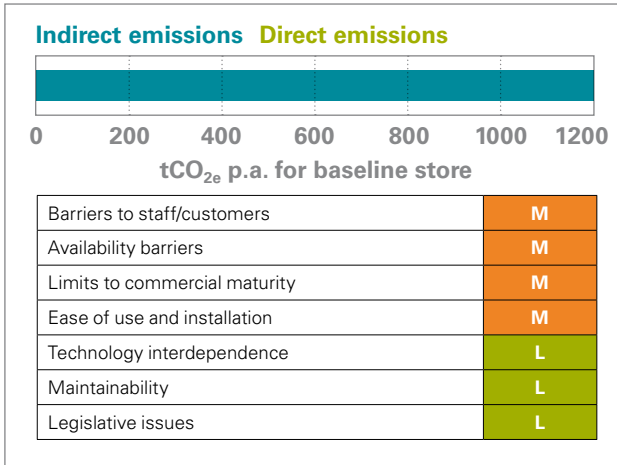 Indirect emissions Direct emissions
0 200 400 600 800 1000 1200
tCO2e p.a. for baseline store
Barriers to staff/customers M
Availability barriers M
Limits to commercial maturity M
Ease of use and installation M
Technology interdependence L
Maintainability L
Legislative issues L